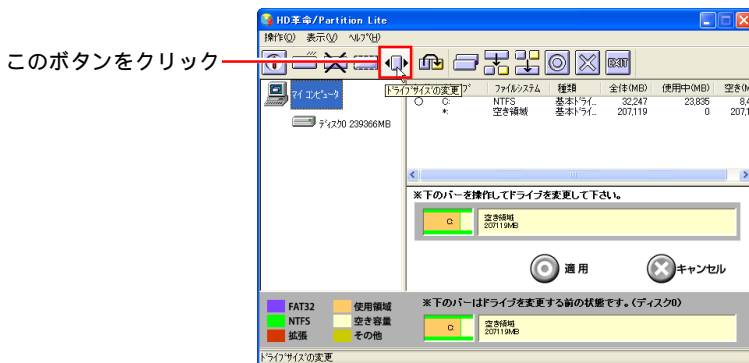 HD革命/Partition Lite
操作(O) 表示(V) ヘルプ(H)
このボタンをクリック
EXIT
マイ コンピュータ
ディスク0 239366MB
ドライブサイズの変更
ファイルシステム 種類 全体(MB) 使用中(MB) 空き(M
C: NTFS 基本ドライ... 32,247 23,835 8,4
*: 空き領域 基本ドライ... 207,119 0 207,1
※下のバーを操作してドライブを変更して下さい。
C: 空き領域
207119MB
適用 キャンセル
※下のバーはドライブを変更する前の状態です。(ディスク0)
FAT32 使用領域
NTFS 空き容量
拡張 その他
C: 空き領域
207119MB
ドライブサイズの変更